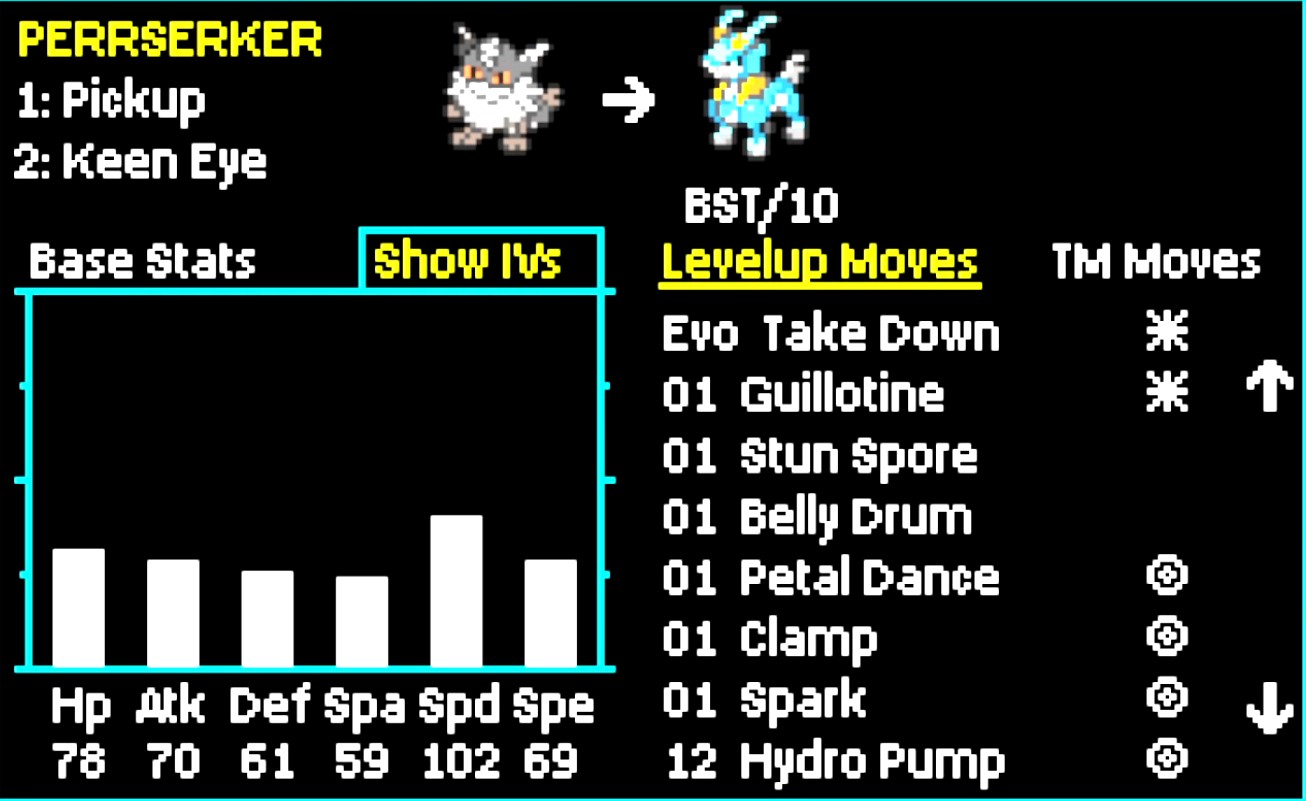 PERRSERKER
1: Pickup
2: Keen Eye
BST/10
Base Stats Show IVs
Levelup Moves TM Moves
Evo Take Down
01 Guillotine
01 Stun Spore
01 Belly Drum
01 Petal Dance
01 Clamp
01 Spark
12 Hydro Pump
Hp Atk Def Spa Spd Spe
78 70 61 59 102 69